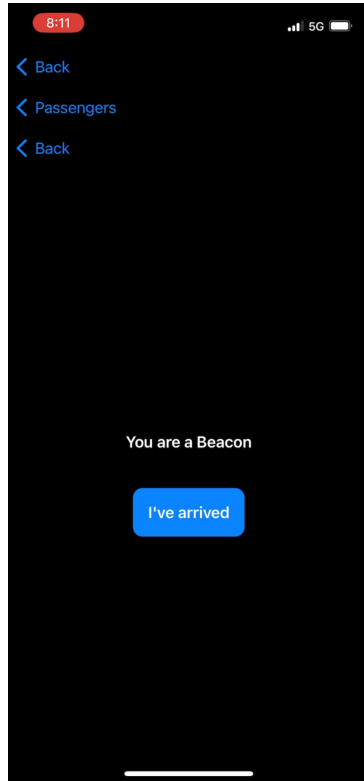 8:11
5G
Back
Passengers
Back
You are a Beacon
I've arrived